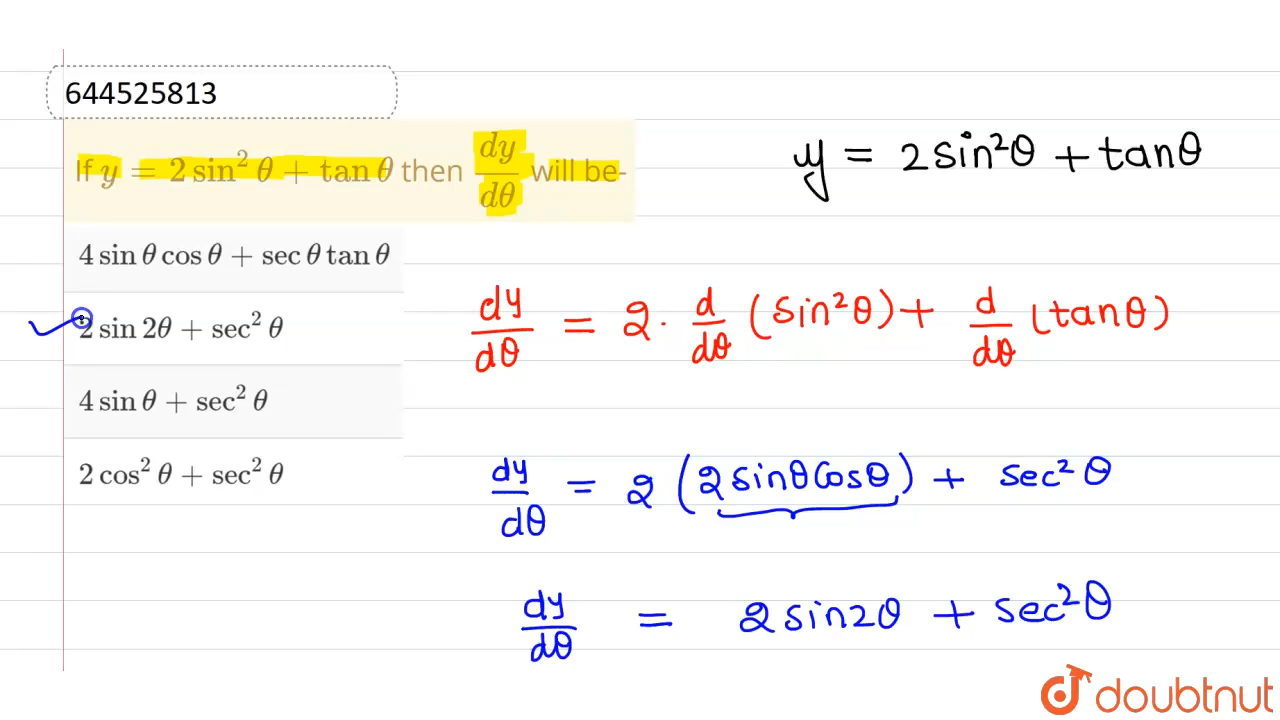 644525813
If y = 2 sin² θ + tan θ then dy/dθ will be-
4 sin θ cos θ + sec θ tan θ
2 sin 2θ + sec² θ
4 sin θ + sec² θ
2 cos² θ + sec² θ
y = 2sin²θ + tanθ
dy/dθ = 2. d/dθ (sin²θ) + d/dθ (tanθ)
dy/dθ = 2 (2sinθcosθ) + sec²θ
dy/dθ = 2sin2θ + sec²θ
doubtnut